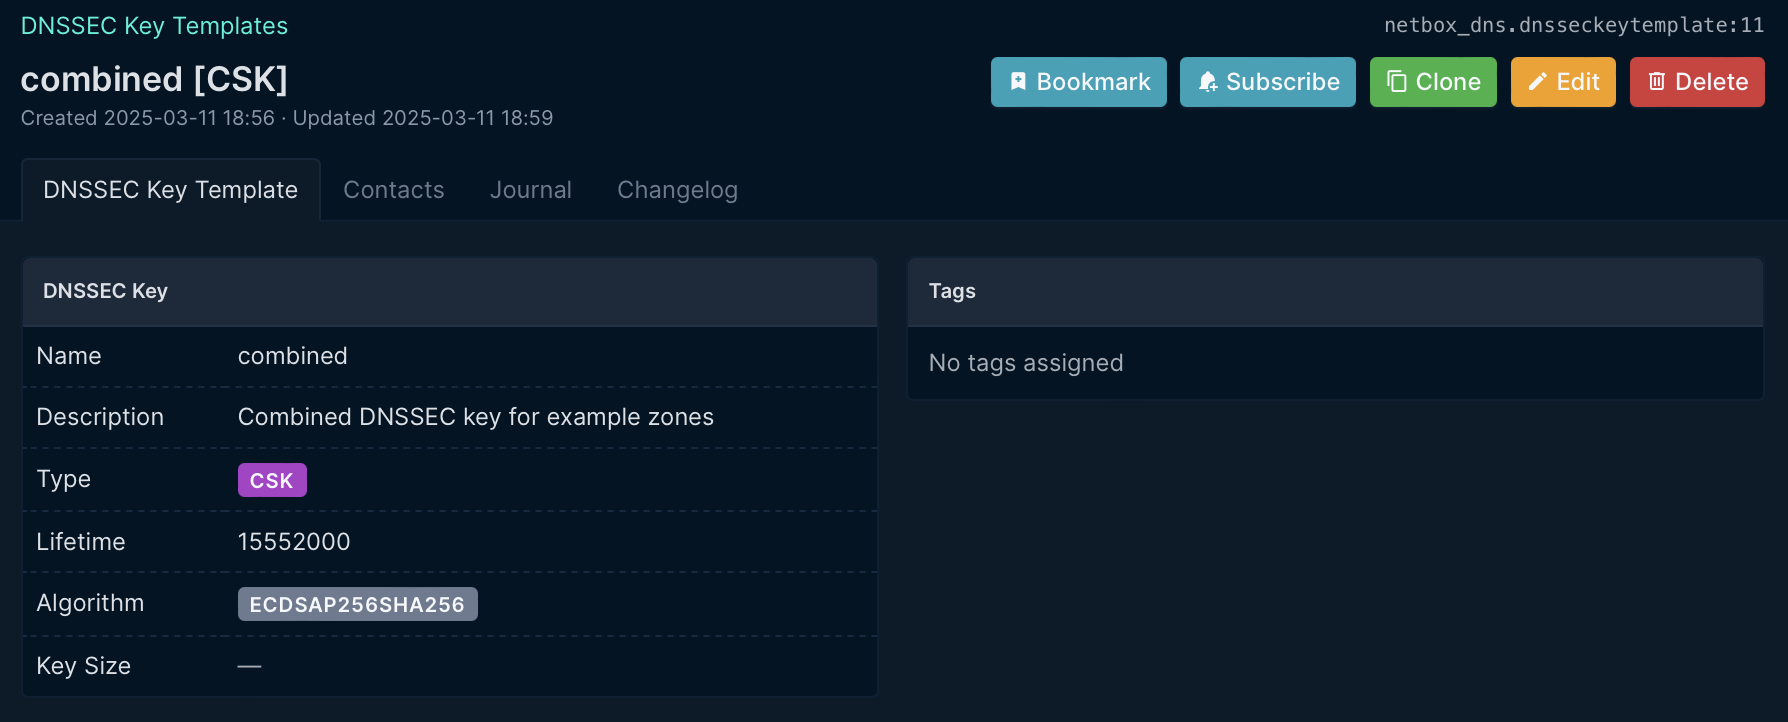 DNSSEC Key Templates
netbox_dns.dnsseckeytemplate:11
combined [CSK]
Bookmark Subscribe Clone Edit Delete
Created 2025-03-11 18:56 · Updated 2025-03-11 18:59
DNSSEC Key Template Contacts Journal Changelog
DNSSEC Key
Name combined
Description Combined DNSSEC key for example zones
Type CSK
Lifetime 15552000
Algorithm ECDSAP256SHA256
Key Size —
Tags
No tags assigned